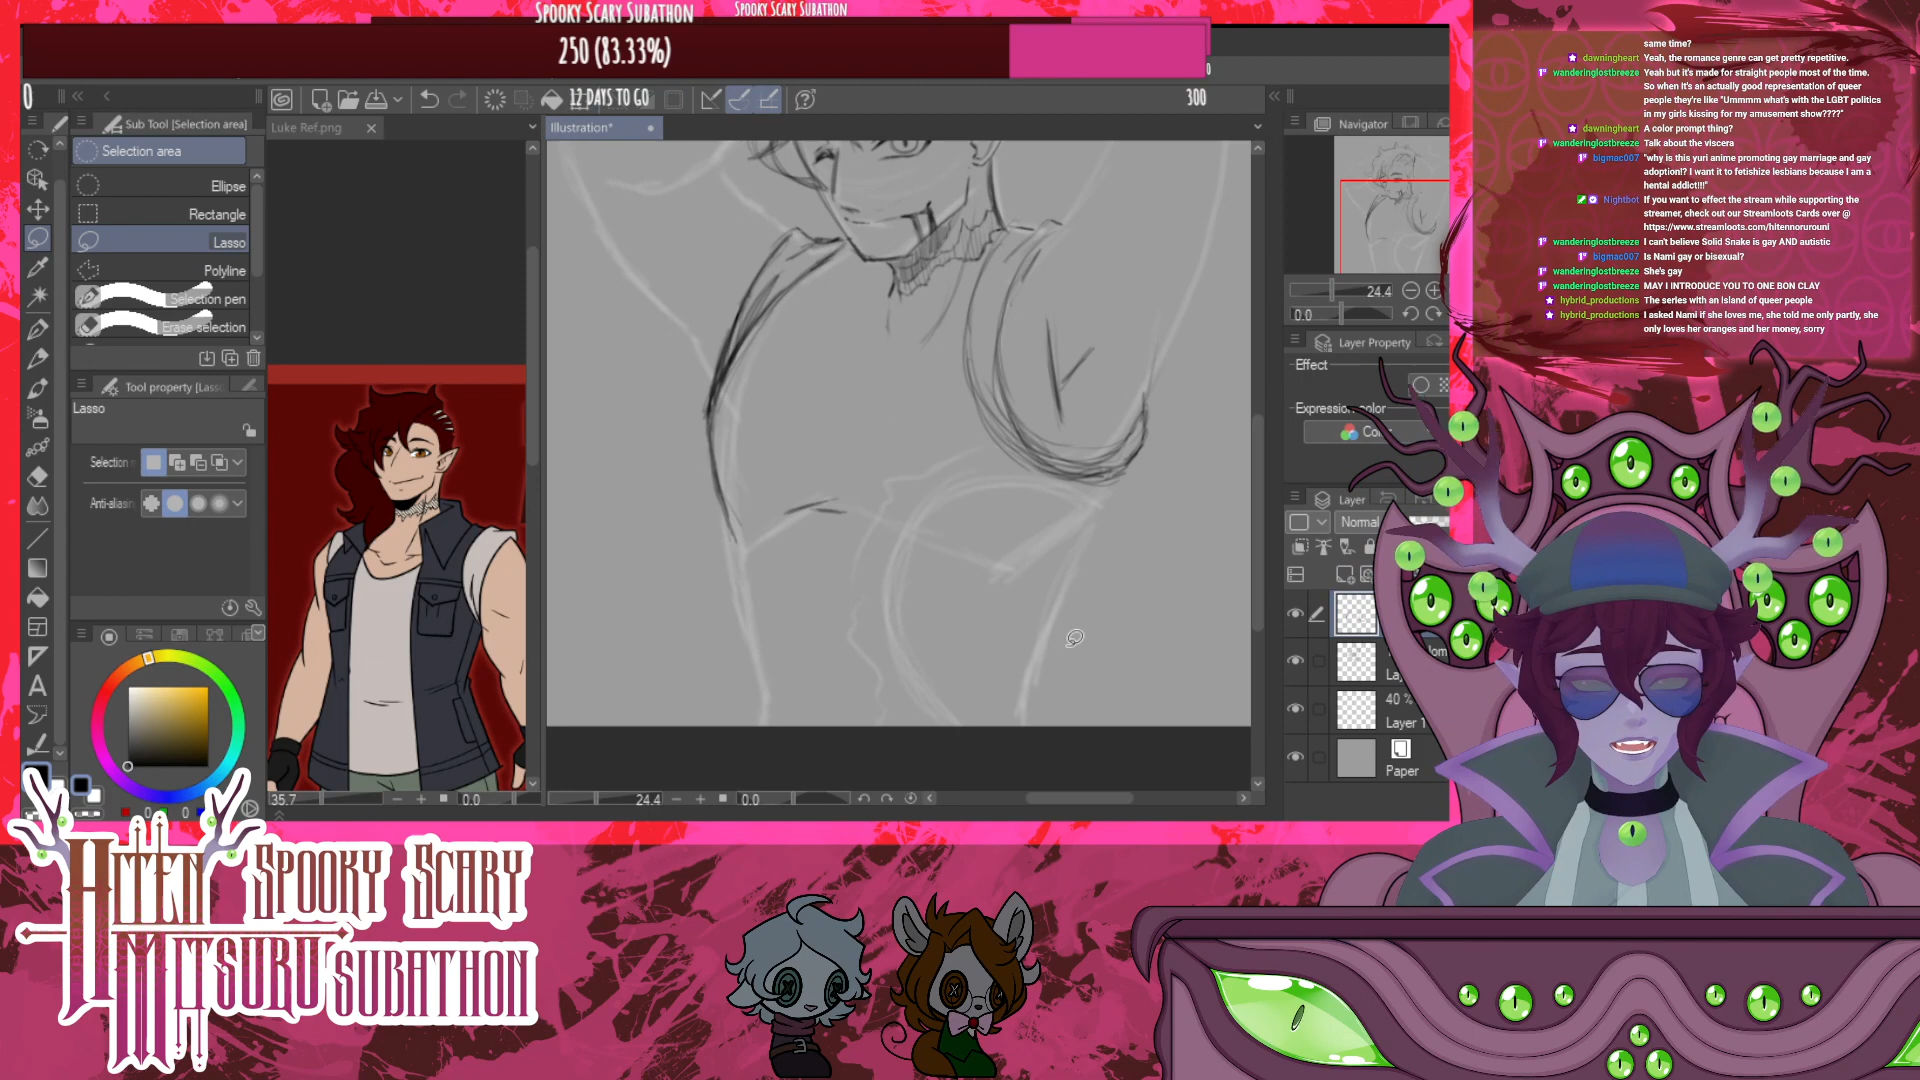 Spooky Scary Subathon
Spooky Scary Subathon
250 (83.33%)
0
12 DAYS TO GO
300
Sub Tool [Selection area]
Luke Ref.png
Illustration*
Navigator
Selection area
Ellipse
Rectangle
Lasso
Polyline
Selection pen
Erase selection
24.4
0.0
Layer Property
Effect
Expression color
Tool property [Lasso
Lasso
Layer
Normal
40 %
Layer 1
Paper
35.7
0.0
24.4
0.0
same time?
dawningheart Yeah, the romance genre can get pretty repetitive.
wanderinglostbreeze Yeah but it's made for straight people most of the time.
So when it's an actually good representation of queer
people they're like "Ummmm what's with the LGBT politics
in my girls kissing for my amusement show????"
dawningheart A color prompt thing?
wanderinglostbreeze Talk about the viscera
bigmac007 "why is this yuri anime promoting gay marriage and gay
adoption!? I want it to fetishize lesbians because I am a
hentai addict!!!"
Nightbot If you want to effect the stream while supporting the
streamer, check out our Streamloots Cards over @
https://www.streamloots.com/hitennorurouni
wanderinglostbreeze I can't believe Solid Snake is gay AND autistic
bigmac007 Is Nami gay or bisexual?
wanderinglostbreeze She's gay
wanderinglostbreeze MAY I INTRODUCE YOU TO ONE BON CLAY
hybrid_productions The series with an Island of queer people
hybrid_productions I asked Nami if she loves me, she told me only partly, she
only loves her oranges and her money, sorry
Hiten
Mitsuru
Spooky Scary
Subathon